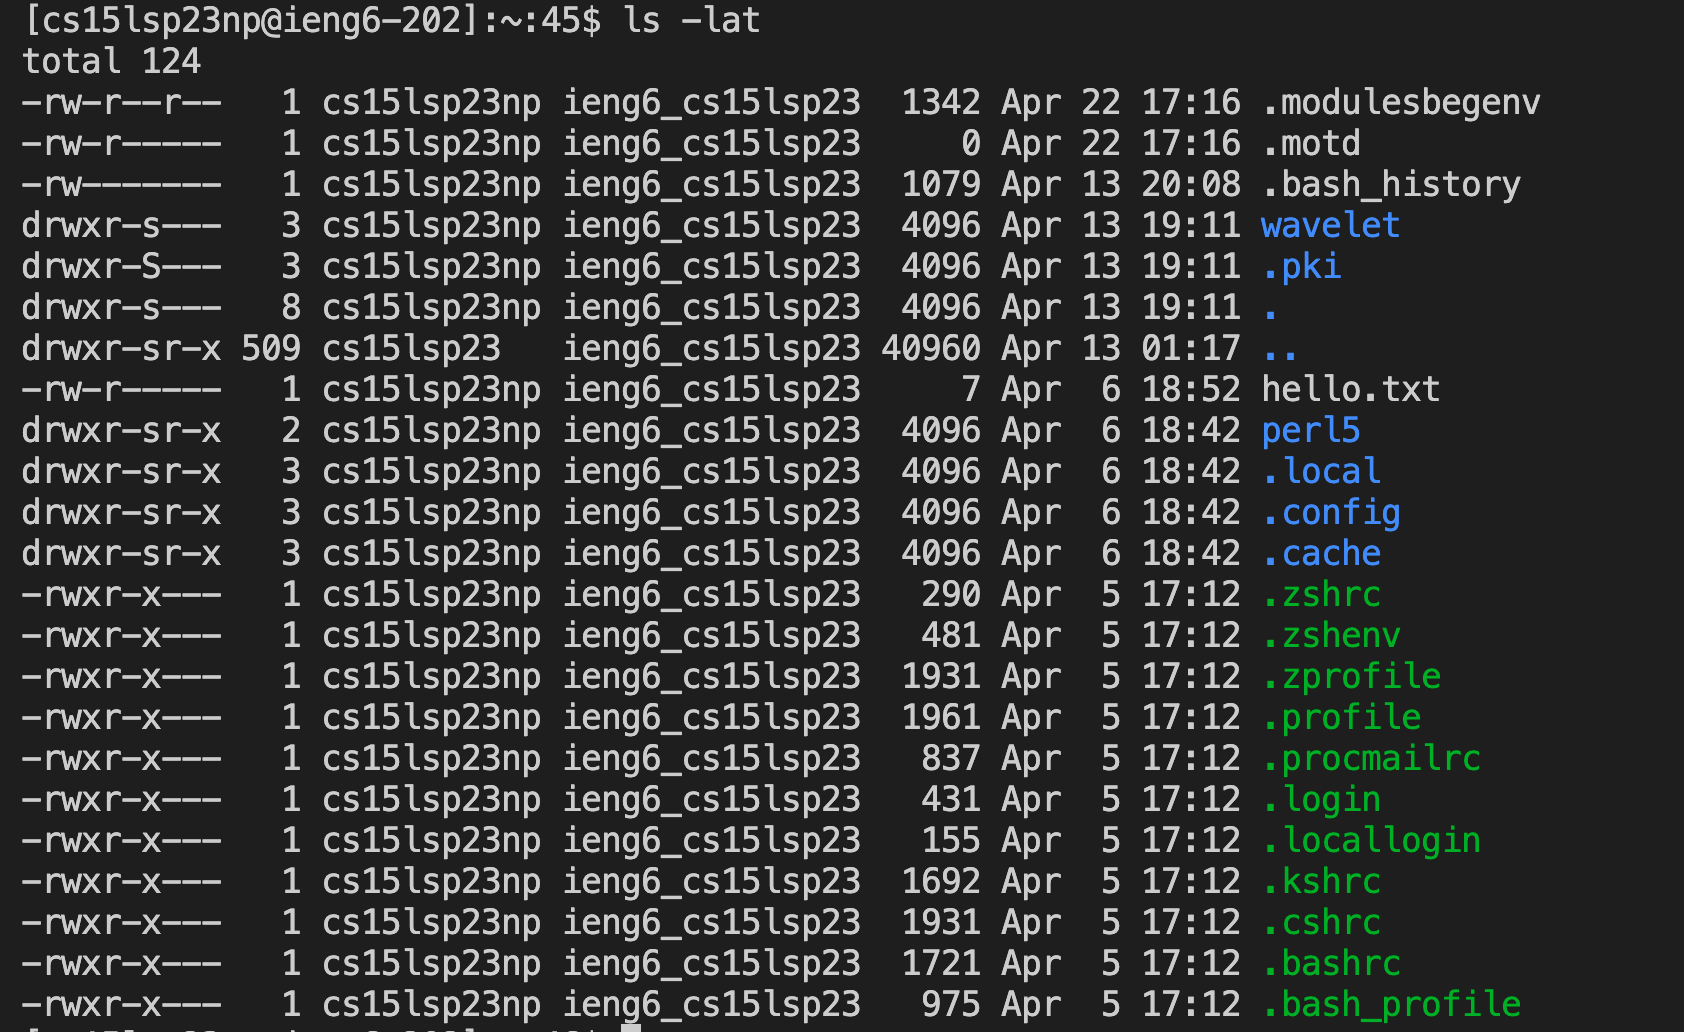 [cs15lsp23np@ieng6-202]:~:45$ ls -lat
total 124
-rw-r--r--   1 cs15lsp23np ieng6_cs15lsp23  1342 Apr 22 17:16 .modulesbegenv
-rw-r-----   1 cs15lsp23np ieng6_cs15lsp23     0 Apr 22 17:16 .motd
-rw-------   1 cs15lsp23np ieng6_cs15lsp23  1079 Apr 13 20:08 .bash_history
drwxr-s---   3 cs15lsp23np ieng6_cs15lsp23  4096 Apr 13 19:11 wavelet
drwxr-S---   3 cs15lsp23np ieng6_cs15lsp23  4096 Apr 13 19:11 .pki
drwxr-s---   8 cs15lsp23np ieng6_cs15lsp23  4096 Apr 13 19:11 .
drwxr-sr-x 509 cs15lsp23   ieng6_cs15lsp23 40960 Apr 13 01:17 ..
-rw-r-----   1 cs15lsp23np ieng6_cs15lsp23     7 Apr  6 18:52 hello.txt
drwxr-sr-x   2 cs15lsp23np ieng6_cs15lsp23  4096 Apr  6 18:42 perl5
drwxr-sr-x   3 cs15lsp23np ieng6_cs15lsp23  4096 Apr  6 18:42 .local
drwxr-sr-x   3 cs15lsp23np ieng6_cs15lsp23  4096 Apr  6 18:42 .config
drwxr-sr-x   3 cs15lsp23np ieng6_cs15lsp23  4096 Apr  6 18:42 .cache
-rwxr-x---   1 cs15lsp23np ieng6_cs15lsp23   290 Apr  5 17:12 .zshrc
-rwxr-x---   1 cs15lsp23np ieng6_cs15lsp23   481 Apr  5 17:12 .zshenv
-rwxr-x---   1 cs15lsp23np ieng6_cs15lsp23  1931 Apr  5 17:12 .zprofile
-rwxr-x---   1 cs15lsp23np ieng6_cs15lsp23  1961 Apr  5 17:12 .profile
-rwxr-x---   1 cs15lsp23np ieng6_cs15lsp23   837 Apr  5 17:12 .procmailrc
-rwxr-x---   1 cs15lsp23np ieng6_cs15lsp23   431 Apr  5 17:12 .login
-rwxr-x---   1 cs15lsp23np ieng6_cs15lsp23   155 Apr  5 17:12 .locallogin
-rwxr-x---   1 cs15lsp23np ieng6_cs15lsp23  1692 Apr  5 17:12 .kshrc
-rwxr-x---   1 cs15lsp23np ieng6_cs15lsp23  1931 Apr  5 17:12 .cshrc
-rwxr-x---   1 cs15lsp23np ieng6_cs15lsp23  1721 Apr  5 17:12 .bashrc
-rwxr-x---   1 cs15lsp23np ieng6_cs15lsp23   975 Apr  5 17:12 .bash_profile